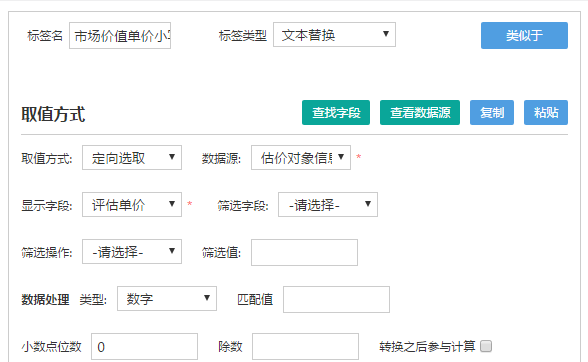 标签名 市场价值单价小 标签类型 文本替换 类似于
取值方式 查找字段 查看数据源 复制 粘贴
取值方式: 定向选取 数据源: 估价对象信 *
显示字段: 评估单价 * 筛选字段: -请选择-
筛选操作: -请选择- 筛选值:
数据处理 类型: 数字 匹配值
小数点位数 0 除数 转换之后参与计算